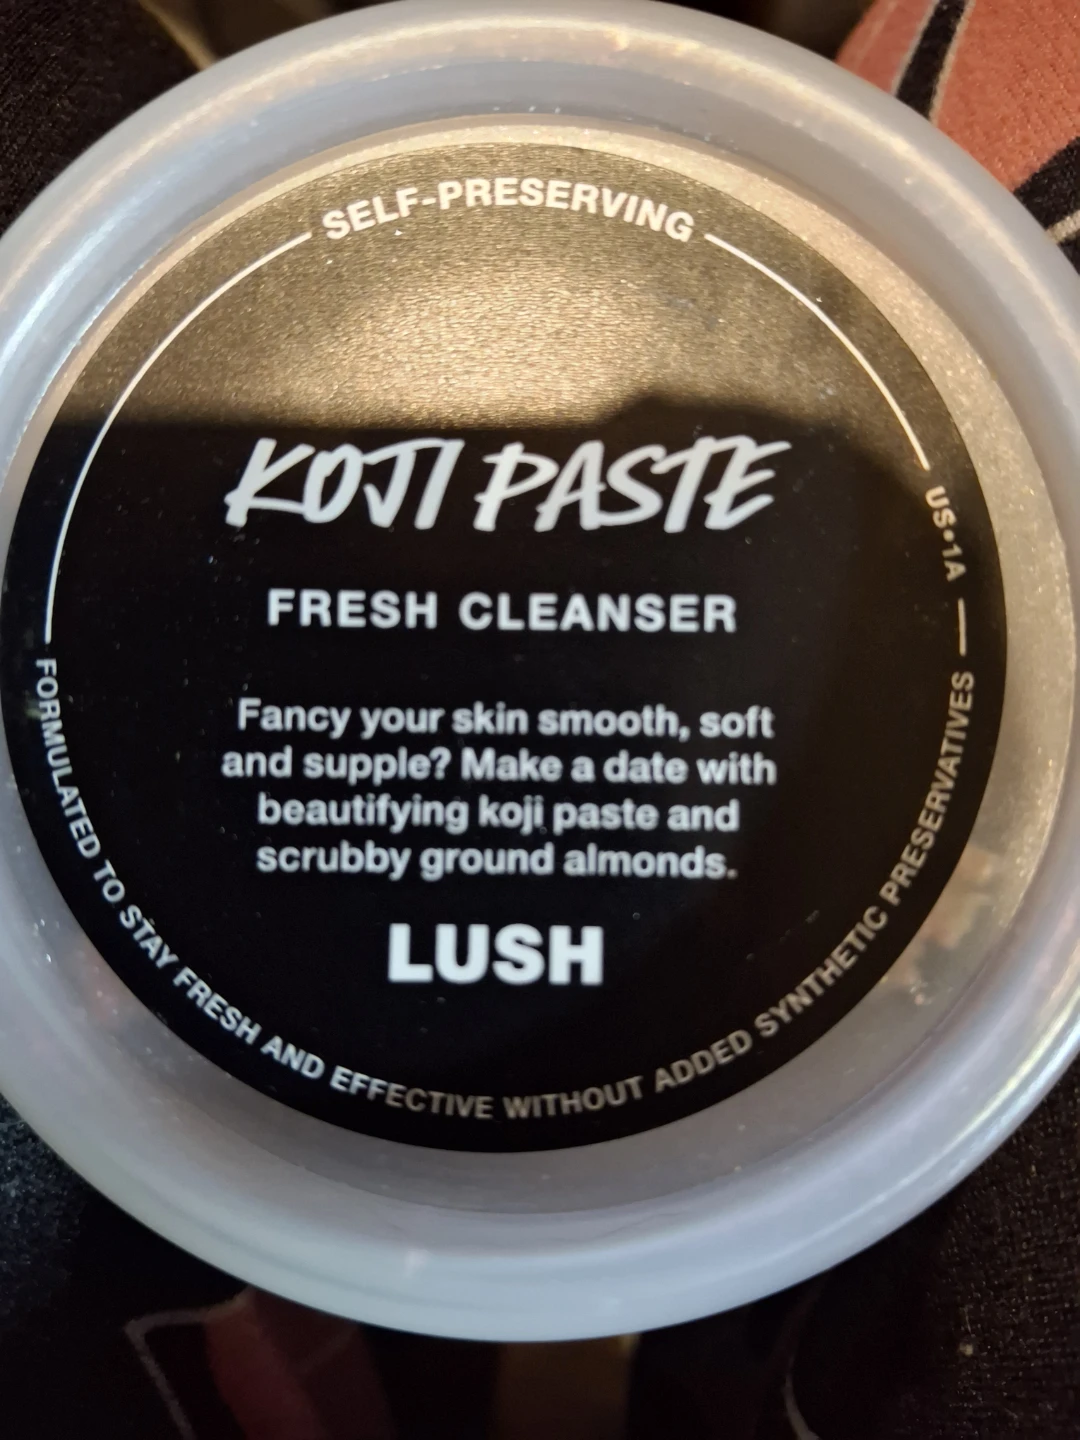 SELF-PRESERVING
US•1A
KOJI PASTE
FRESH CLEANSER
Fancy your skin smooth, soft
and supple? Make a date with
beautifying koji paste and
scrubby ground almonds.
LUSH
FORMULATED TO STAY FRESH AND EFFECTIVE WITHOUT ADDED SYNTHETIC PRESERVATIVES